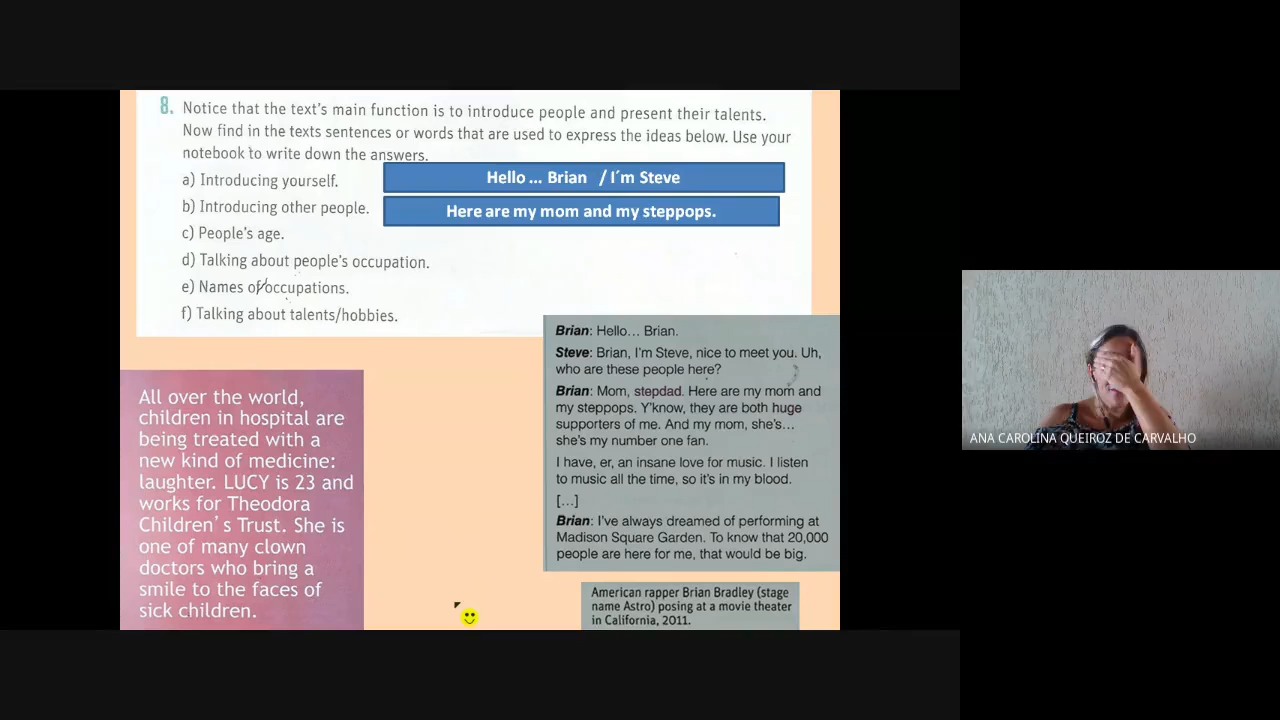 8. Notice that the text's main function is to introduce people and present their talents.
Now find in the texts sentences or words that are used to express the ideas below. Use your
notebook to write down the answers.
a) Introducing yourself.
Hello ... Brian / I´m Steve
b) Introducing other people.
Here are my mom and my steppops.
c) People's age.
d) Talking about people's occupation.
e) Names of occupations.
f) Talking about talents/hobbies.
Brian: Hello... Brian.
Steve: Brian, I'm Steve, nice to meet you. Uh,
who are these people here?
Brian: Mom, stepdad. Here are my mom and
my steppops. Y'know, they are both huge
supporters of me. And my mom, she's...
she's my number one fan.
I have, er, an insane love for music. I listen
to music all the time, so it's in my blood.
[...]
Brian: I've always dreamed of performing at
Madison Square Garden. To know that 20,000
people are here for me, that would be big.
American rapper Brian Bradley (stage
name Astro) posing at a movie theater
in California, 2011.
All over the world,
children in hospital are
being treated with a
new kind of medicine:
laughter. LUCY is 23 and
works for Theodora
Children's Trust. She is
one of many clown
doctors who bring a
smile to the faces of
sick children.
ANA CAROLINA QUEIROZ DE CARVALHO